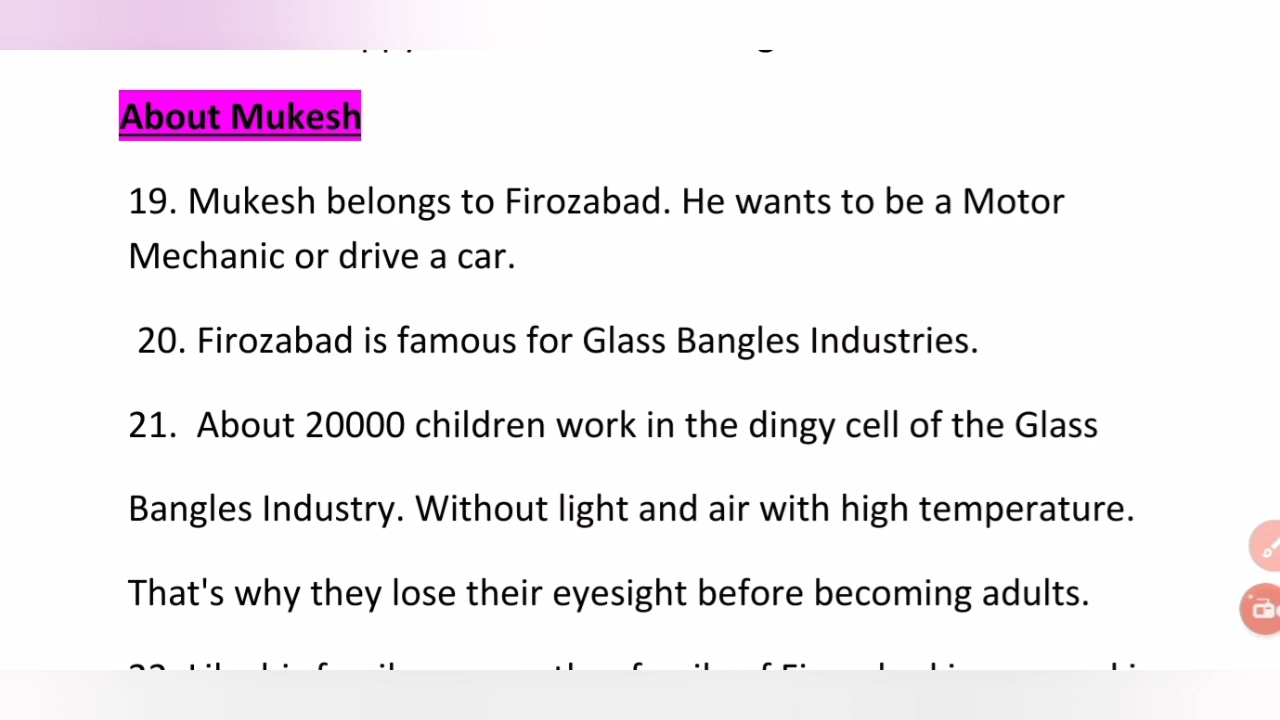 About Mukesh
19. Mukesh belongs to Firozabad. He wants to be a Motor
Mechanic or drive a car.
20. Firozabad is famous for Glass Bangles Industries.
21. About 20000 children work in the dingy cell of the Glass
Bangles Industry. Without light and air with high temperature.
That's why they lose their eyesight before becoming adults.